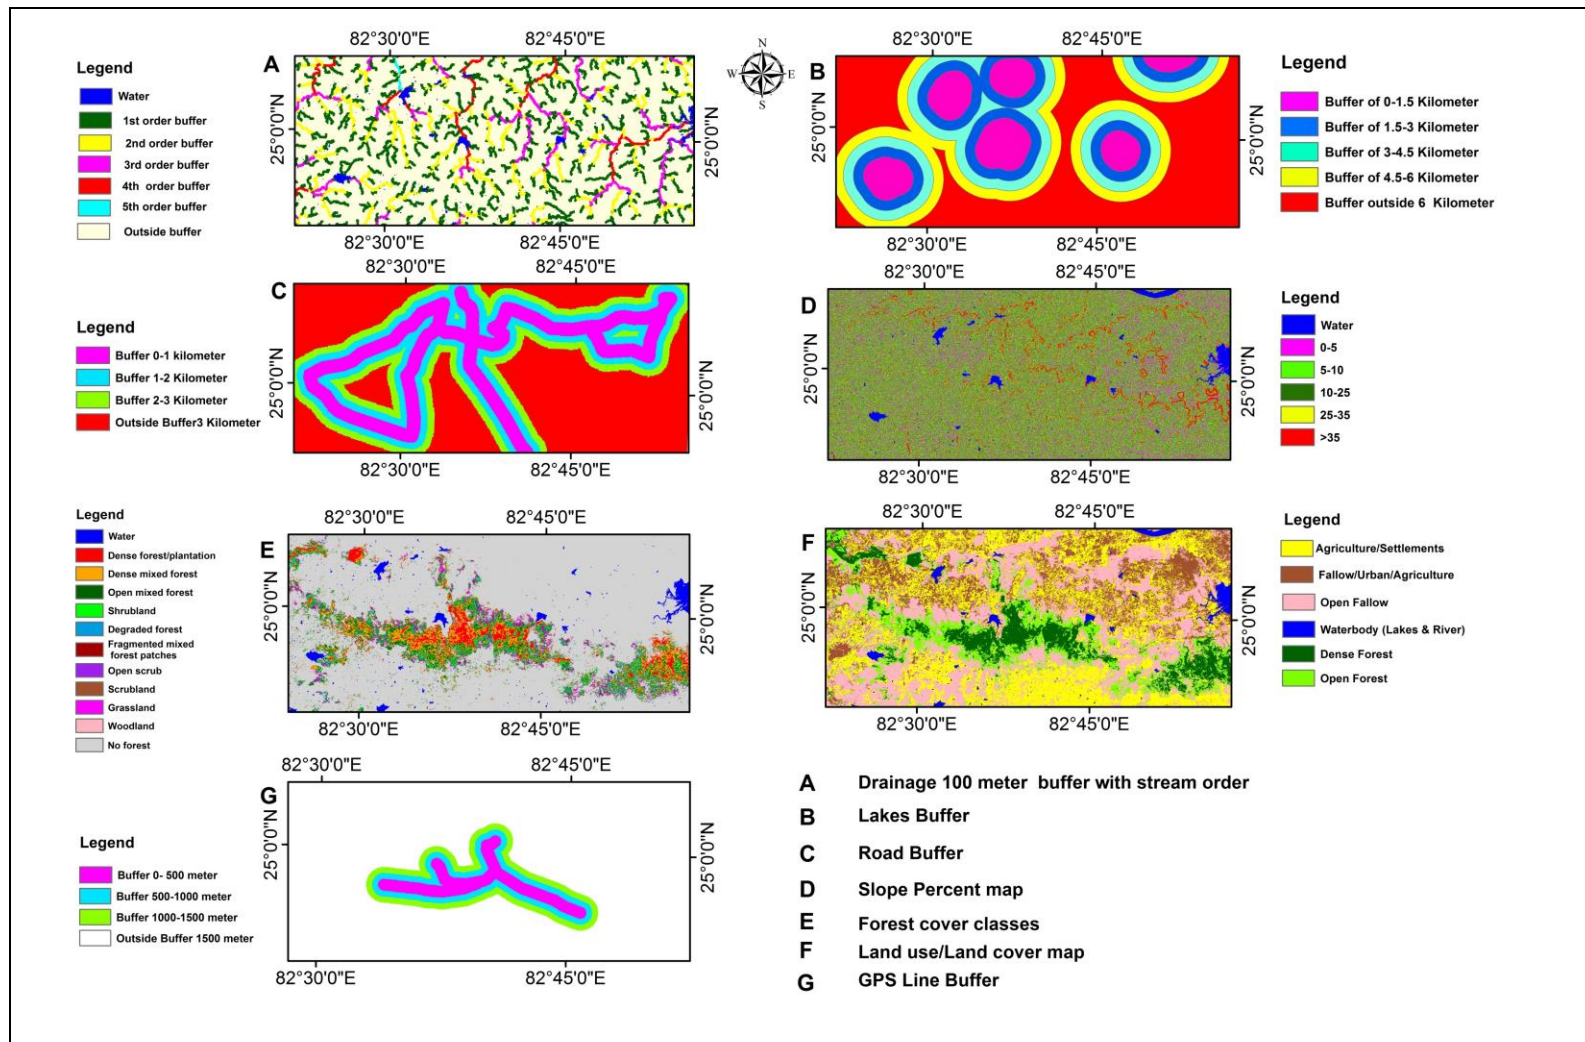 82°30'0"E 82°45'0"E
A
Legend
Water
1st order buffer
2nd order buffer
3rd order buffer
4th order buffer
5th order buffer
Outside buffer
25°0'0"N
25°0'0"N
82°30'0"E 82°45'0"E
N
W E
S
82°30'0"E 82°45'0"E
B
25°0'0"N
25°0'0"N
82°30'0"E 82°45'0"E
Legend
Buffer of 0-1.5 Kilometer
Buffer of 1.5-3 Kilometer
Buffer of 3-4.5 Kilometer
Buffer of 4.5-6 Kilometer
Buffer outside 6 Kilometer
82°30'0"E 82°45'0"E
C
Legend
Buffer 0-1 kilometer
Buffer 1-2 Kilometer
Buffer 2-3 Kilometer
Outside Buffer3 Kilometer
25°0'0"N
25°0'0"N
82°30'0"E 82°45'0"E
82°30'0"E 82°45'0"E
D
25°0'0"N
25°0'0"N
82°30'0"E 82°45'0"E
Legend
Water
0-5
5-10
10-25
25-35
>35
Legend
Water
Dense forest/plantation
Dense mixed forest
Open mixed forest
Shrubland
Degraded forest
Fragmented mixed
forest patches
Open scrub
Scrubland
Grassland
Woodland
No forest
82°30'0"E 82°45'0"E
E
25°0'0"N
25°0'0"N
82°30'0"E 82°45'0"E
82°30'0"E 82°45'0"E
F
25°0'0"N
25°0'0"N
82°30'0"E 82°45'0"E
Legend
Agriculture/Settlements
Fallow/Urban/Agriculture
Open Fallow
Waterbody (Lakes & River)
Dense Forest
Open Forest
82°30'0"E 82°45'0"E
G
Legend
Buffer 0- 500 meter
Buffer 500-1000 meter
Buffer 1000-1500 meter
Outside Buffer 1500 meter
25°0'0"N
25°0'0"N
82°30'0"E 82°45'0"E
A Drainage 100 meter buffer with stream order
B Lakes Buffer
C Road Buffer
D Slope Percent map
E Forest cover classes
F Land use/Land cover map
G GPS Line Buffer